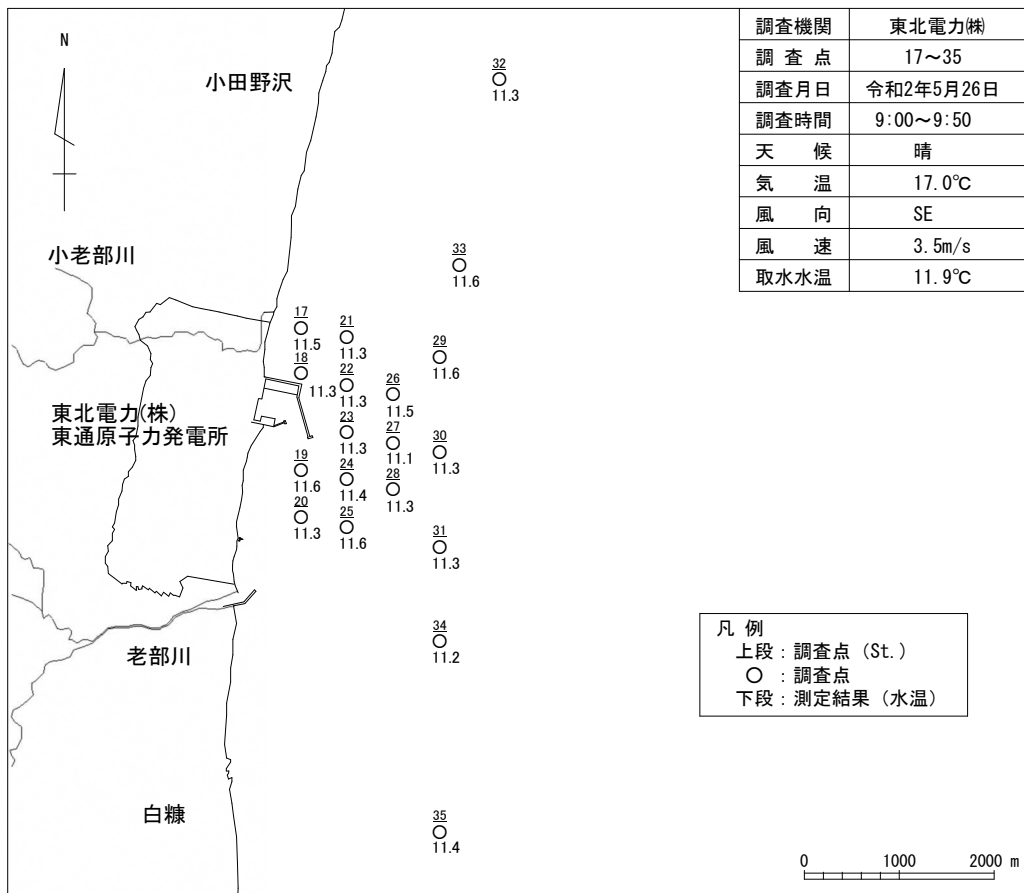 調査機関 東北電力㈱
調査点 17～35
調査月日 令和2年5月26日
調査時間 9:00～9:50
天候 晴
気温 17.0℃
風向 SE
風速 3.5m/s
取水水温 11.9℃
N
小田野沢
32
11.3
小老部川
33
11.6
17
11.5
21
11.3
29
11.6
18
11.3
22
11.3
26
11.5
東北電力(株)
東通原子力発電所
23
11.3
27
11.1
30
11.3
19
11.6
24
11.4
28
11.3
20
11.3
25
11.6
31
11.3
34
11.2
老部川
凡 例
上段：調査点（St.）
○ ：調査点
下段：測定結果（水温）
白糠
35
11.4
0 1000 2000 m